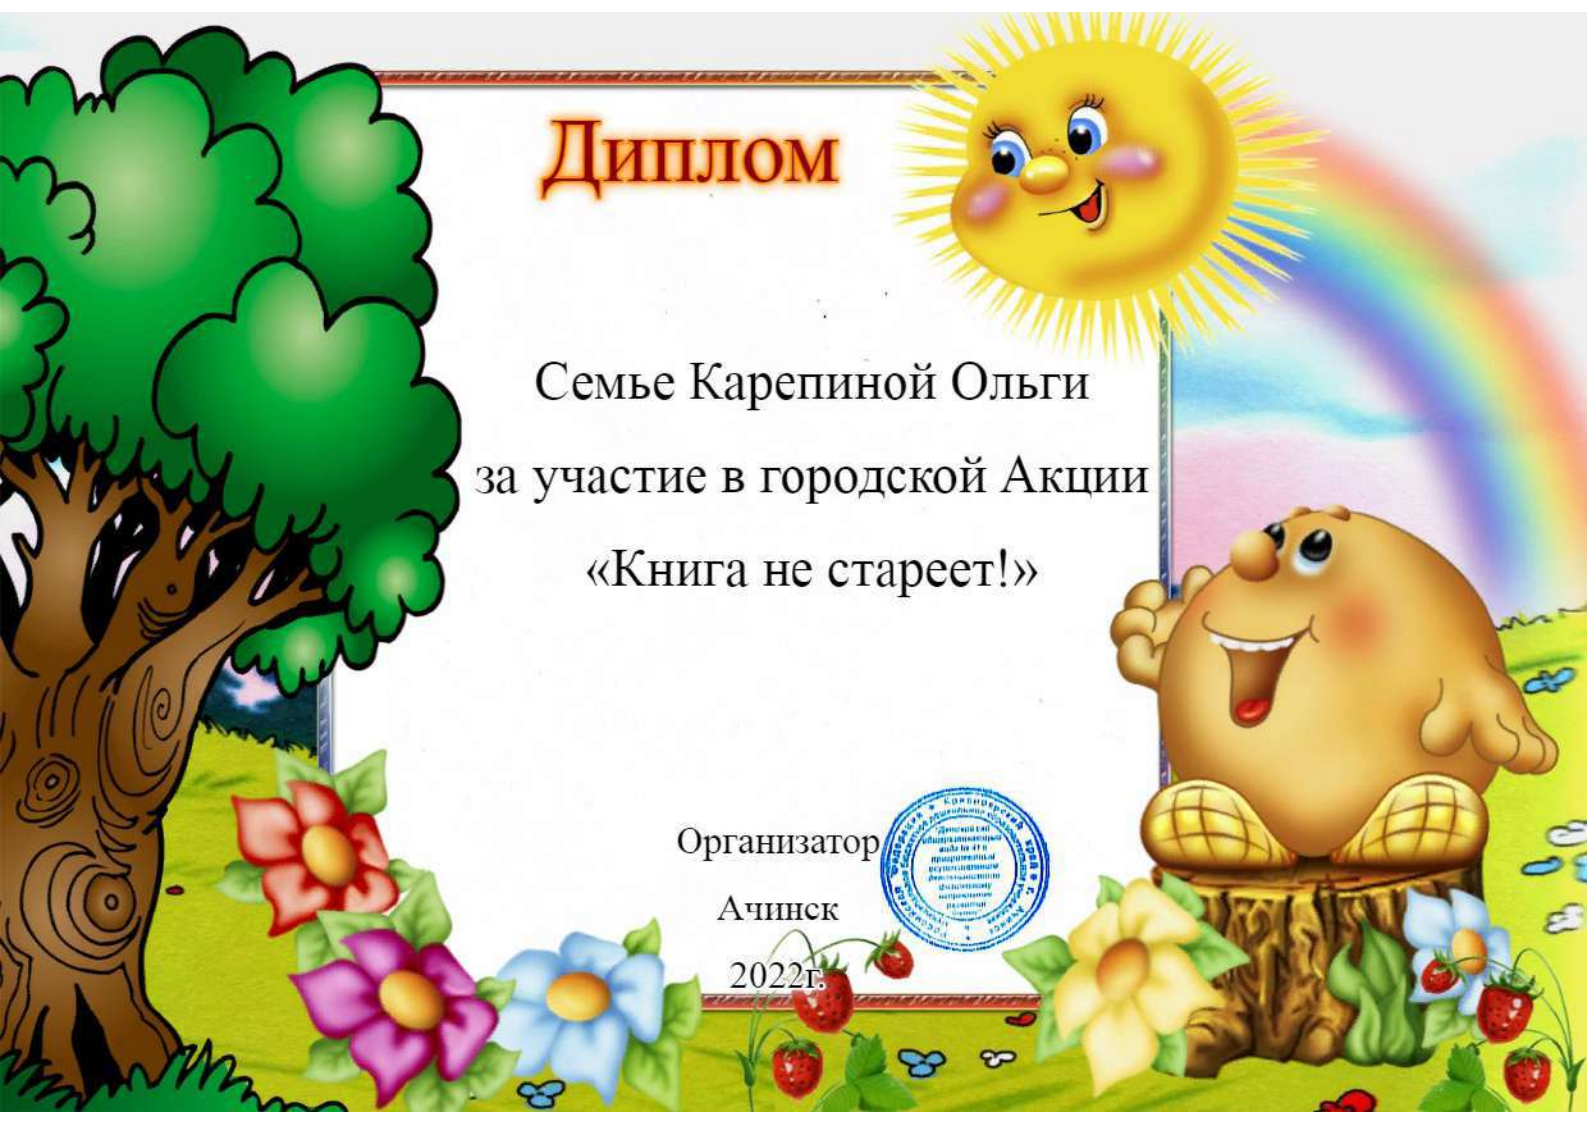 Диплом
Семье Карепиной Ольги
за участие в городской Акции
«Книга не стареет!»
Организатор
Ачинск
2022г.